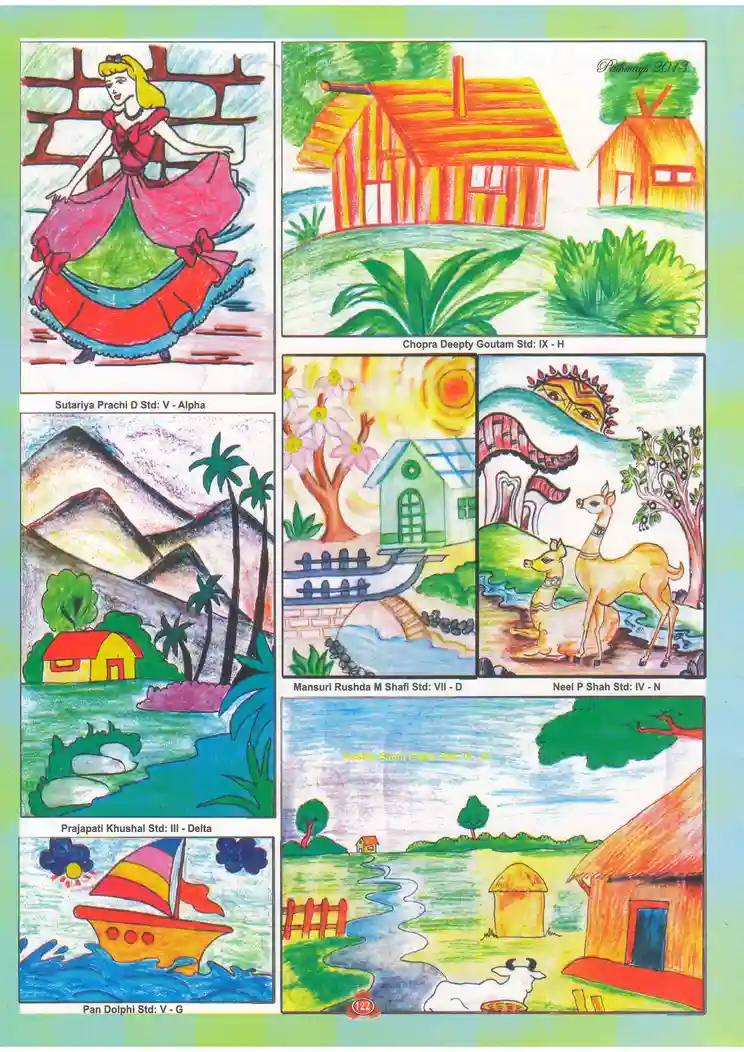 Pathways 2013
Chopra Deepty Goutam Std: IX - H
Sutariya Prachi D Std: V - Alpha
Mansuri Rushda M Shafi Std: VII - D
Neel P Shah Std: IV - N
Prajapati Khushal Std: III - Delta
Pan Dolphi Std: V - G
122